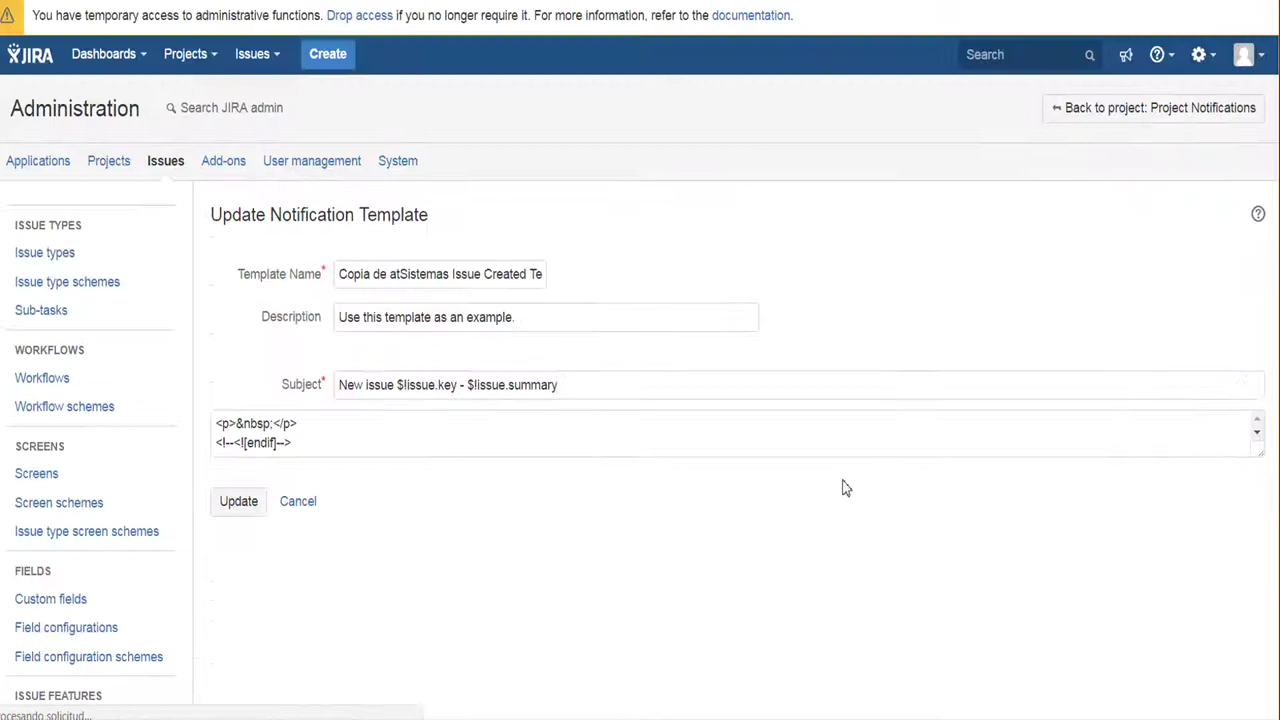 You have temporary access to administrative functions. Drop access if you no longer require it. For more information, refer to the documentation.
JIRA Dashboards Projects Issues Create Search
Administration Search JIRA admin Back to project: Project Notifications
Applications Projects Issues Add-ons User management System
Update Notification Template
ISSUE TYPES
Issue types
Issue type schemes
Sub-tasks
WORKFLOWS
Workflows
Workflow schemes
SCREENS
Screens
Screen schemes
Issue type screen schemes
FIELDS
Custom fields
Field configurations
Field configuration schemes
ISSUE FEATURES
Template Name* Copia de atSistemas Issue Created Te
Description Use this template as an example.
Subject* New issue $!issue.key - $!issue.summary
<p>&nbsp;</p>
<!--<![endif]-->
Update Cancel
ocesando solicitud...